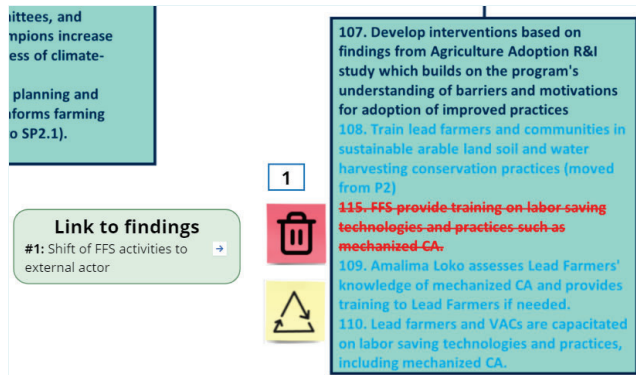 mittees, and
mpions increase
ess of climate-
planning and
nforms farming
o SP2.1).
107. Develop interventions based on
findings from Agriculture Adoption R&I
study which builds on the program's
understanding of barriers and motivations
for adoption of improved practices
108. Train lead farmers and communities in
sustainable arable land soil and water
harvesting conservation practices (moved
from P2)
115. FFS provide training on labor saving
technologies and practices such as
mechanized CA.
109. Amalima Loko assesses Lead Farmers'
knowledge of mechanized CA and provides
training to Lead Farmers if needed.
110. Lead farmers and VACs are capacitated
on labor saving technologies and practices,
including mechanized CA.
1
Link to findings
#1: Shift of FFS activities to
external actor